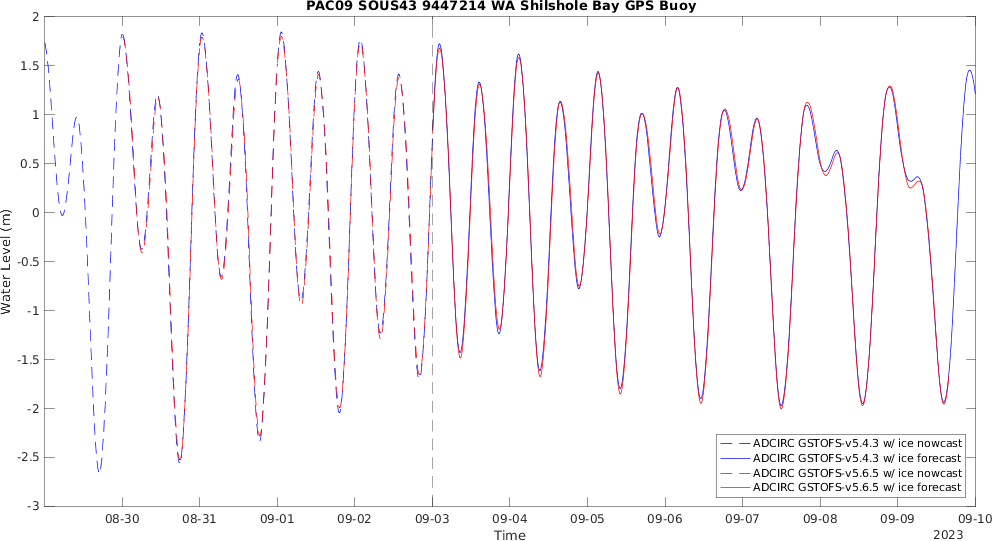 PAC09 SOUS43 9447214 WA Shilshole Bay GPS Buoy
2
1.5
1
0.5
0
-0.5
-1
-1.5
-2
-2.5
-3
Water Level (m)
ADCIRC GSTOFS-v5.4.3 w/ ice nowcast
ADCIRC GSTOFS-v5.4.3 w/ ice forecast
ADCIRC GSTOFS-v5.6.5 w/ ice nowcast
ADCIRC GSTOFS-v5.6.5 w/ ice forecast
08-30 08-31 09-01 09-02 09-03 09-04 09-05 09-06 09-07 09-08 09-09 09-10
Time 2023